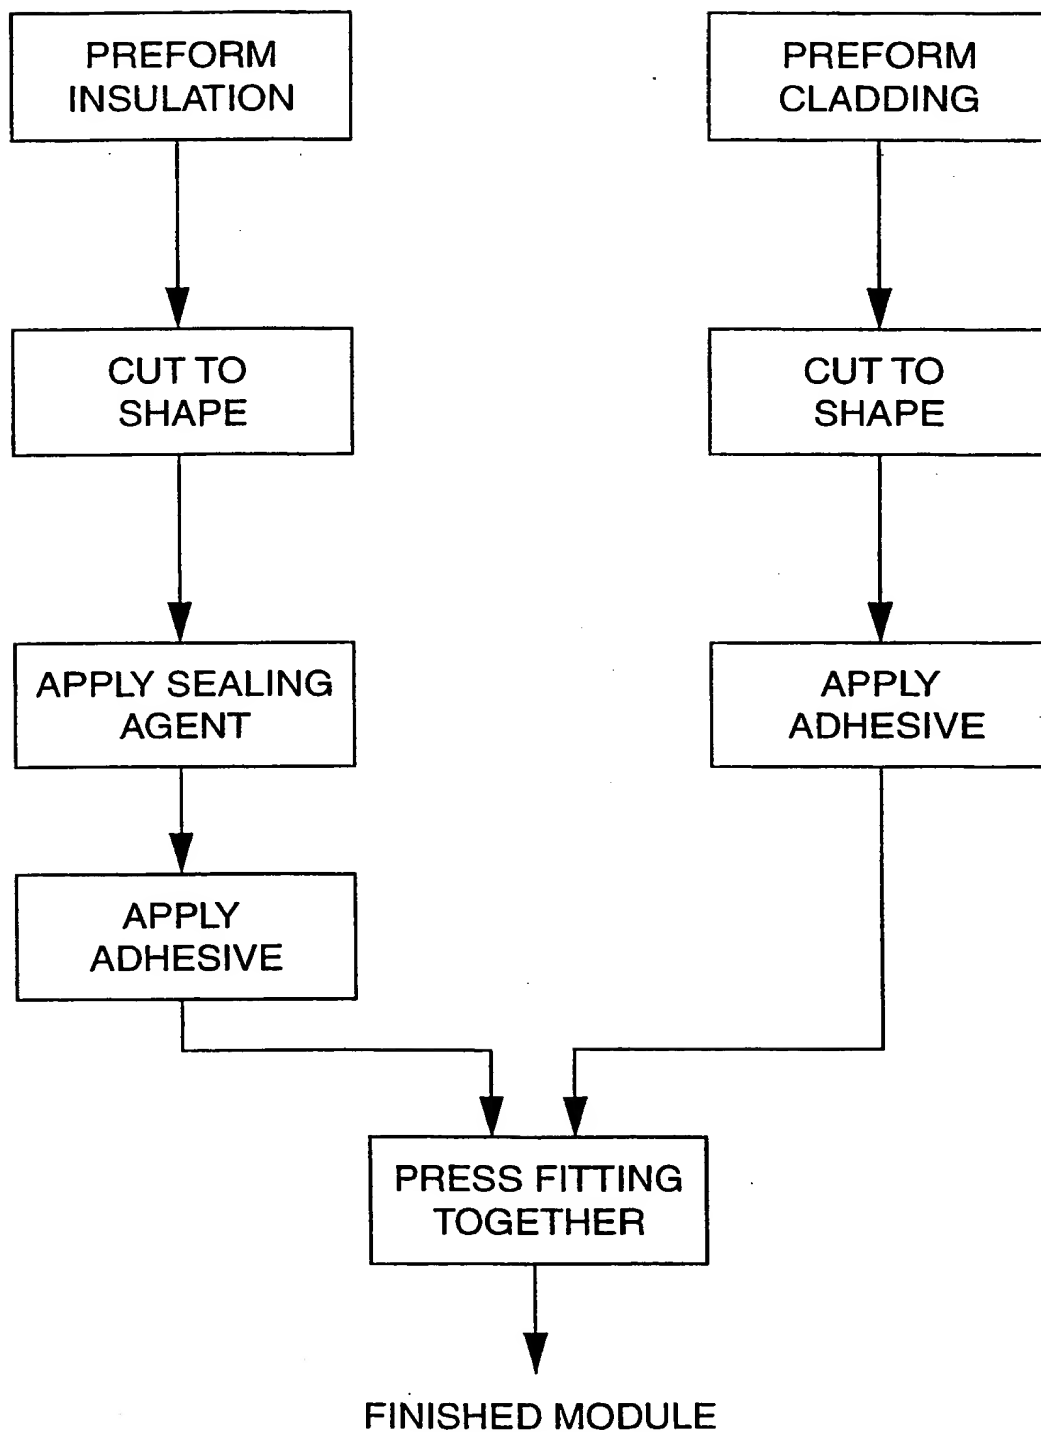 PREFORM
INSULATION
PREFORM
CLADDING
CUT TO
SHAPE
CUT TO
SHAPE
APPLY SEALING
AGENT
APPLY
ADHESIVE
APPLY
ADHESIVE
PRESS FITTING
TOGETHER
FINISHED MODULE